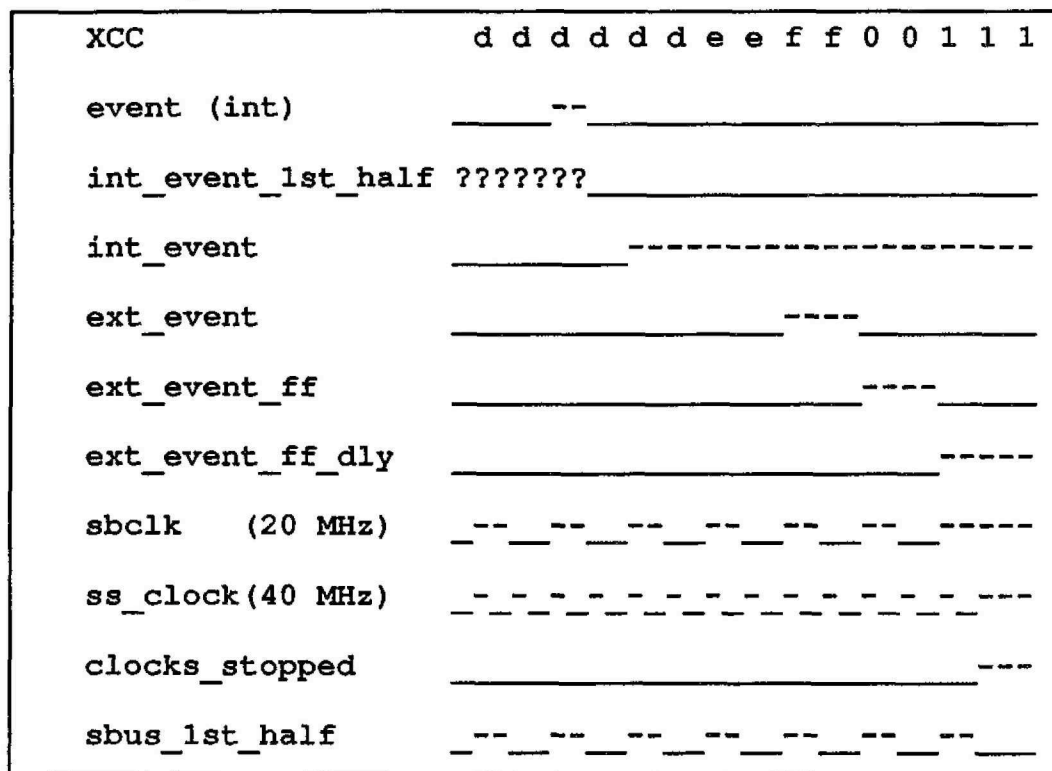 XCC d d d d d d e e f f 0 0 1 1 1
event (int)
int_event_1st_half ???????
int_event
ext_event
ext_event_ff
ext_event_ff_dly
sbclk (20 MHz)
ss_clock(40 MHz)
clocks_stopped
sbus_1st_half